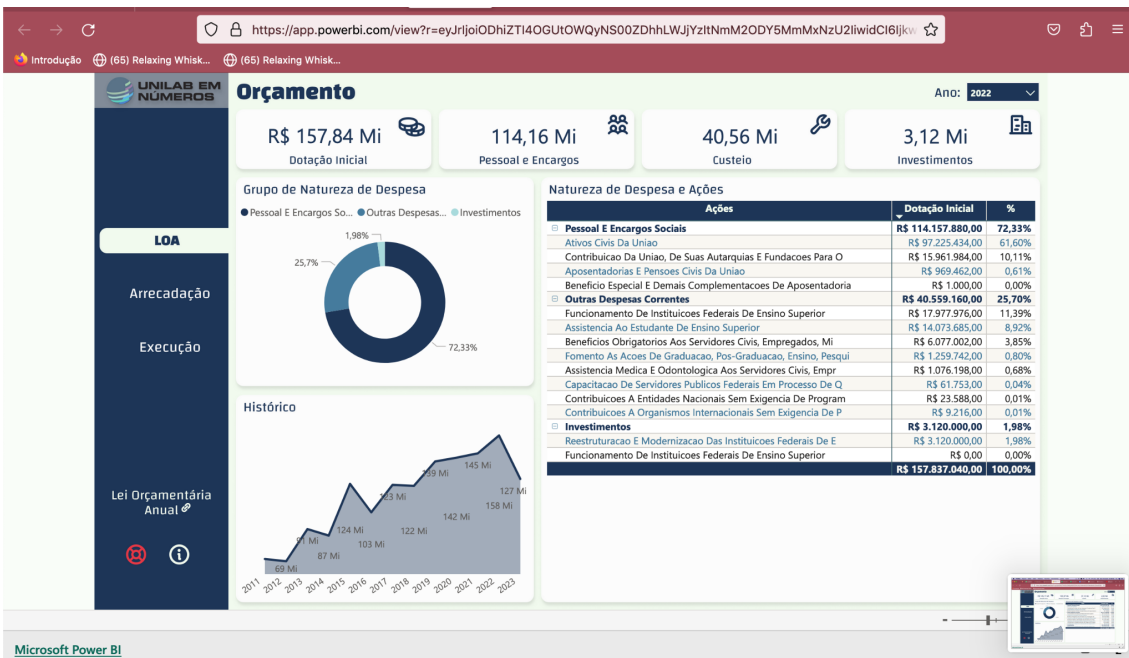 https://app.powerbi.com/view?r=eyJrIjoiODhiZTI4OGUtOWQyNS00ZDhhLWJjYzItNmM2ODY5MmMxNzU2IiwidCI6Ijkw
Introdução (65) Relaxing Whisk... (65) Relaxing Whisk...
UNILAB EM NÚMEROS
Orçamento
Ano: 2022
R$ 157,84 Mi
Dotação Inicial
114,16 Mi
Pessoal e Encargos
40,56 Mi
Custeio
3,12 Mi
Investimentos
LOA
Arrecadação
Execução
Lei Orçamentária
Anual
Grupo de Natureza de Despesa
Pessoal E Encargos So... Outras Despesas... Investimentos
1,98%
25,7%
72,33%
Histórico
69 Mi
91 Mi
87 Mi
124 Mi
103 Mi
123 Mi
122 Mi
139 Mi
142 Mi
145 Mi
158 Mi
127 Mi
2011 2012 2013 2014 2015 2016 2017 2018 2019 2020 2021 2022 2023
Natureza de Despesa e Ações
Ações Dotação Inicial %
Pessoal E Encargos Sociais R$ 114.157.880,00 72,33%
Ativos Civis Da Uniao R$ 97.225.434,00 61,60%
Contribuicao Da Uniao, De Suas Autarquias E Fundacoes Para O R$ 15.961.984,00 10,11%
Aposentadorias E Pensoes Civis Da Uniao R$ 969.462,00 0,61%
Beneficio Especial E Demais Complementacoes De Aposentadoria R$ 1.000,00 0,00%
Outras Despesas Correntes R$ 40.559.160,00 25,70%
Funcionamento De Instituicoes Federais De Ensino Superior R$ 17.977.976,00 11,39%
Assistencia Ao Estudante De Ensino Superior R$ 14.073.685,00 8,92%
Beneficios Obrigatorios Aos Servidores Civis, Empregados, Mi R$ 6.077.002,00 3,85%
Fomento As Acoes De Graduacao, Pos-Graduacao, Ensino, Pesqui R$ 1.259.742,00 0,80%
Assistencia Medica E Odontologica Aos Servidores Civis, Empr R$ 1.076.198,00 0,68%
Capacitacao De Servidores Publicos Federais Em Processo De Q R$ 61.753,00 0,04%
Contribuicoes A Entidades Nacionais Sem Exigencia De Program R$ 23.588,00 0,01%
Contribuicoes A Organismos Internacionais Sem Exigencia De P R$ 9.216,00 0,01%
Investimentos R$ 3.120.000,00 1,98%
Reestruturacao E Modernizacao Das Instituicoes Federais De E R$ 3.120.000,00 1,98%
Funcionamento De Instituicoes Federais De Ensino Superior R$ 0,00 0,00%
R$ 157.837.040,00 100,00%
Microsoft Power BI